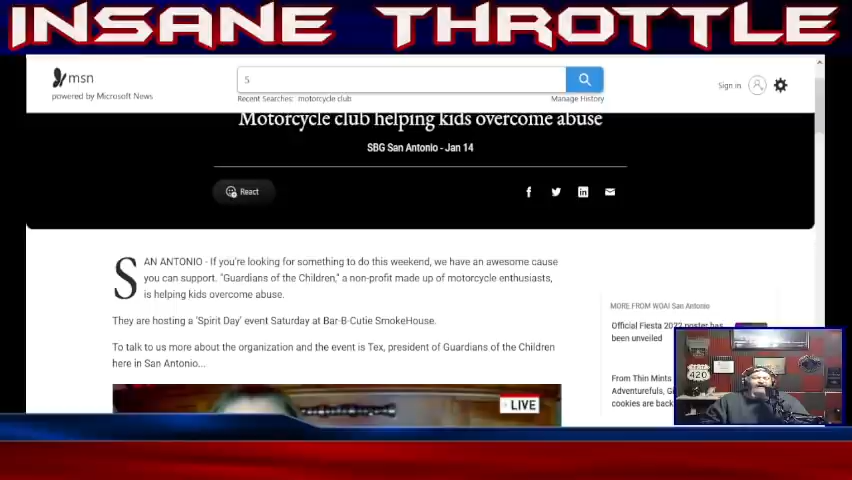 INSANE THROTTLE
msn
powered by Microsoft News
S
Recent Searches: motorcycle club
Manage History
Sign in
Motorcycle club helping kids overcome abuse
SBG San Antonio - Jan 14
React
SAN ANTONIO - If you're looking for something to do this weekend, we have an awesome cause
you can support. "Guardians of the Children," a non-profit made up of motorcycle enthusiasts,
is helping kids overcome abuse.
They are hosting a 'Spirit Day' event Saturday at Bar-B-Cutie SmokeHouse.
To talk to us more about the organization and the event is Tex, president of Guardians of the Children
here in San Antonio...
LIVE
MORE FROM WOAI San Antonio
Official Fiesta 2022 poster has
been unveiled
From Thin Mints
Adventurefuls, Gi
cookies are back
420